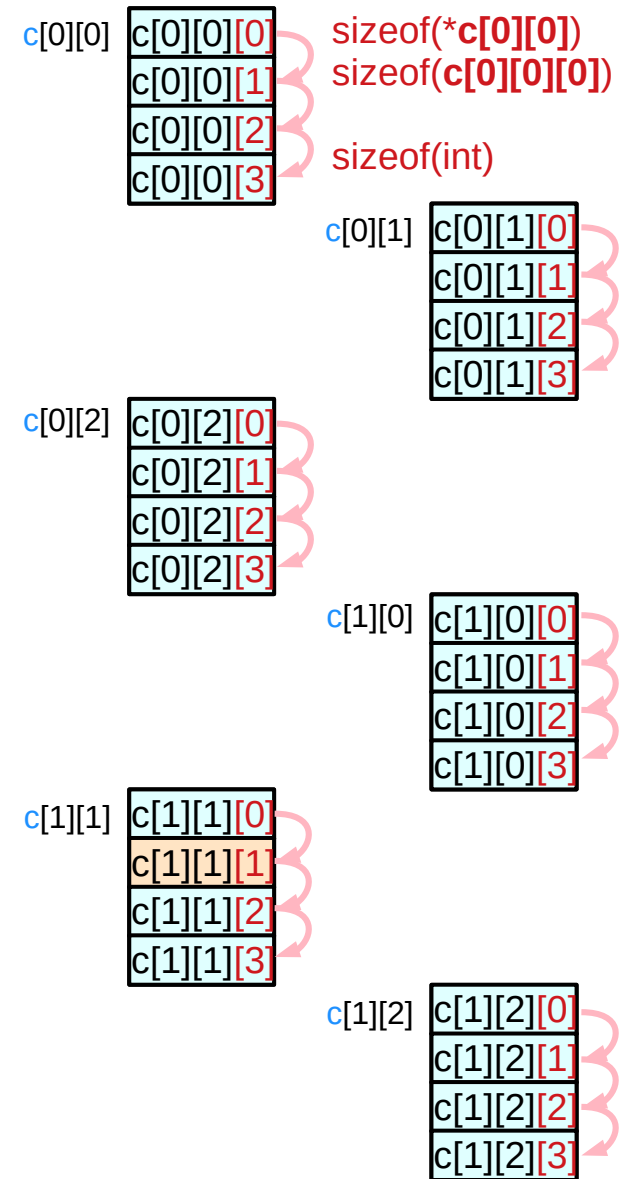 c[0][0] c[0][0][0] sizeof(*c[0][0])
c[0][0][1] sizeof(c[0][0][0])
c[0][0][2]
c[0][0][3] sizeof(int)
c[0][1] c[0][1][0]
c[0][1][1]
c[0][1][2]
c[0][1][3]
c[0][2] c[0][2][0]
c[0][2][1]
c[0][2][2]
c[0][2][3]
c[1][0] c[1][0][0]
c[1][0][1]
c[1][0][2]
c[1][0][3]
c[1][1] c[1][1][0]
c[1][1][1]
c[1][1][2]
c[1][1][3]
c[1][2] c[1][2][0]
c[1][2][1]
c[1][2][2]
c[1][2][3]